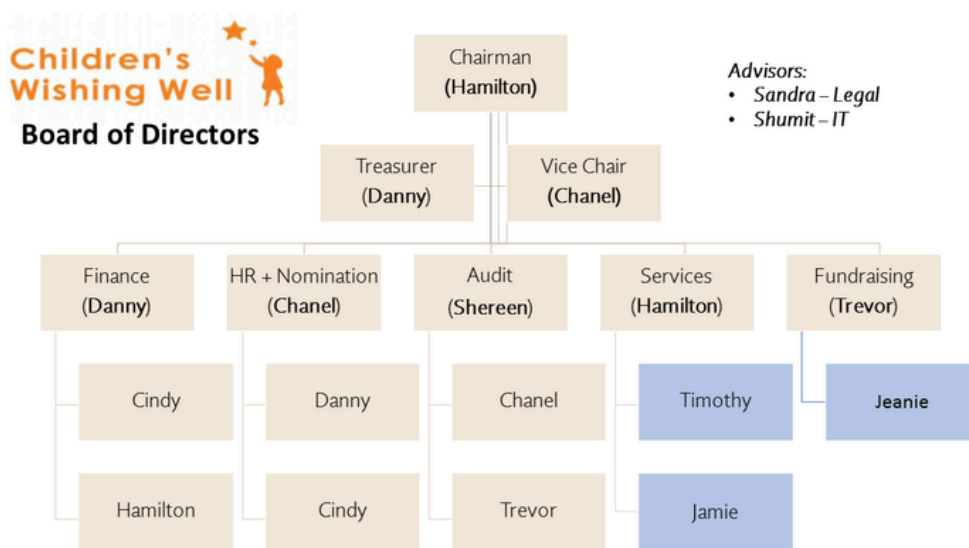 Children's
Wishing Well
Board of Directors
Chairman
(Hamilton)
Advisors:
• Sandra – Legal
• Shumit – IT
Treasurer
(Danny)
Vice Chair
(Chanel)
Finance
(Danny)
HR + Nomination
(Chanel)
Audit
(Shereen)
Services
(Hamilton)
Fundraising
(Trevor)
Cindy
Danny
Chanel
Timothy
Jeanie
Hamilton
Cindy
Trevor
Jamie